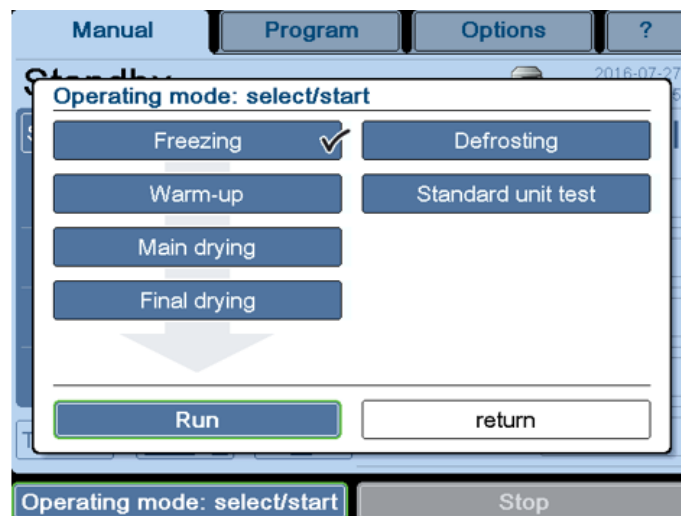 Manual Program Options ?
Standby 2016-07-27
Operating mode: select/start
Freezing Defrosting
Warm-up Standard unit test
Main drying
Final drying
Run return
Operating mode: select/start Stop